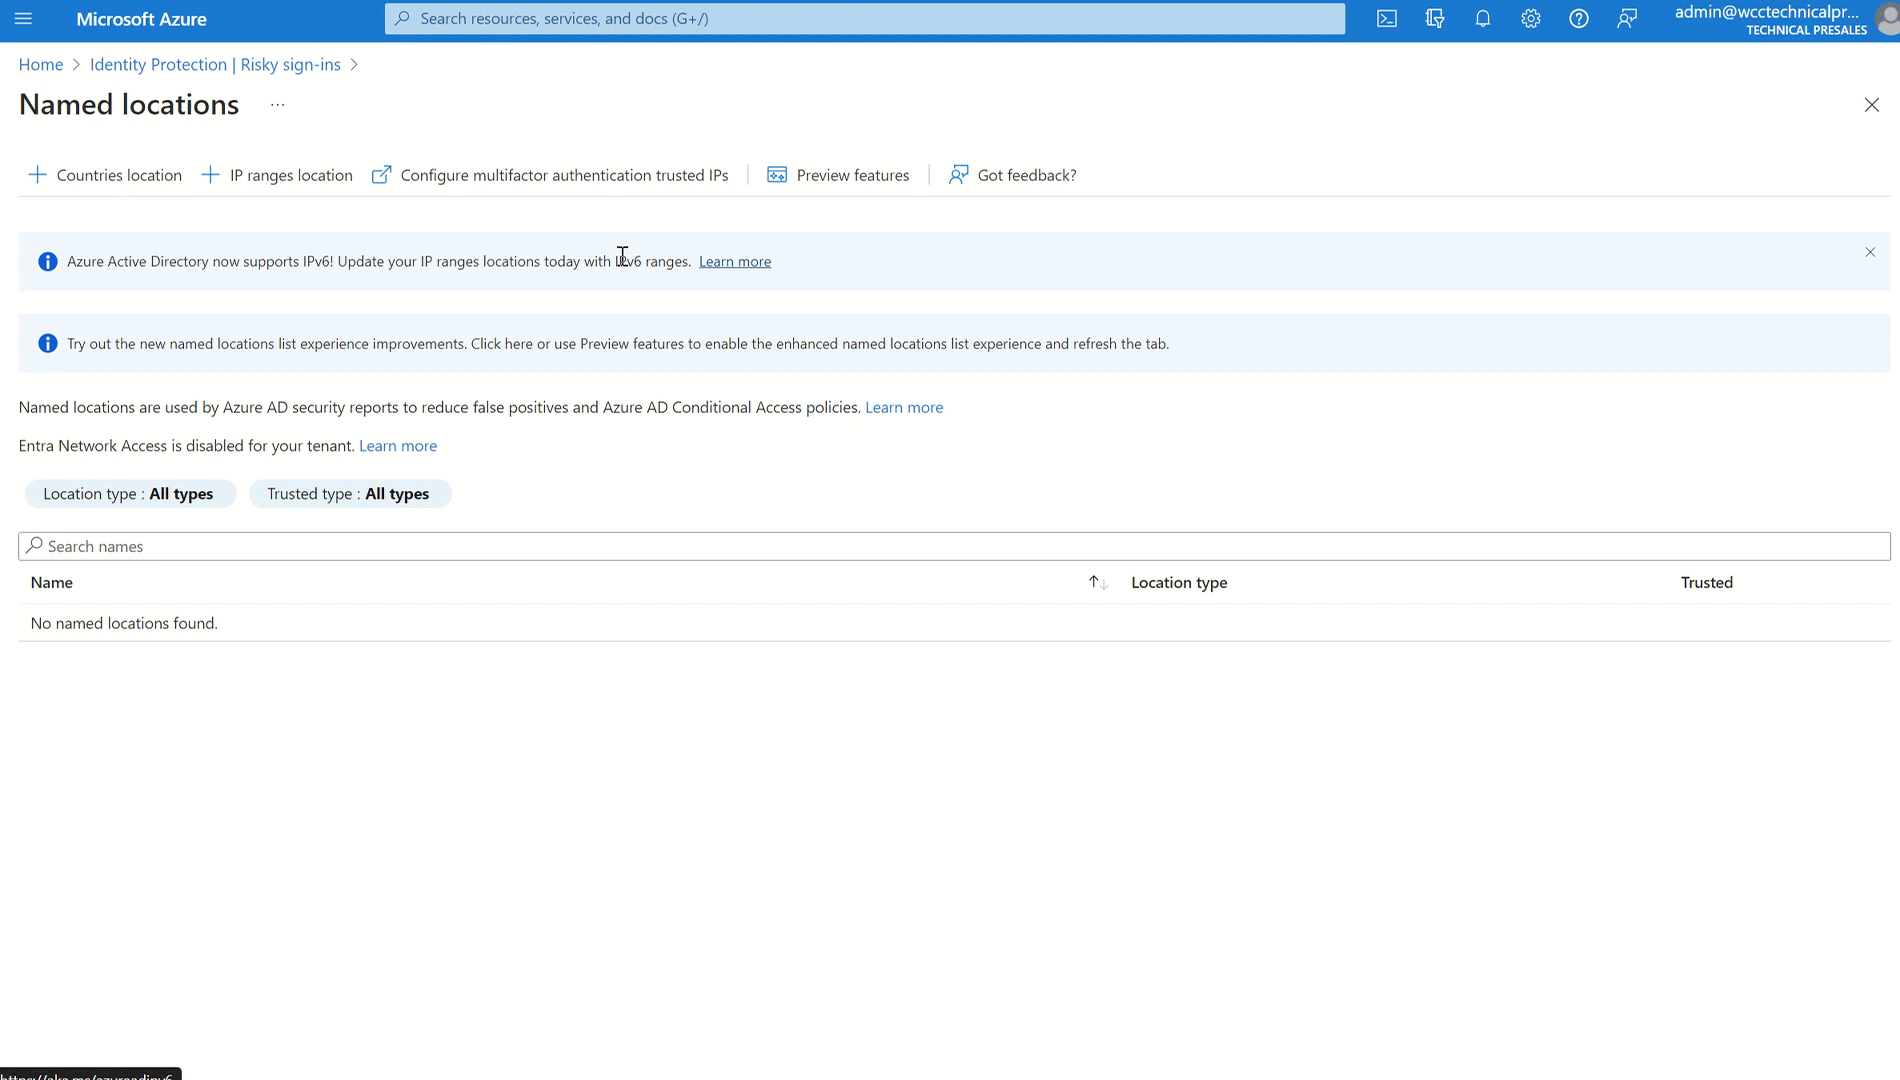 Microsoft Azure
Search resources, services, and docs (G+/)
admin@wcctechnicalpr...
TECHNICAL PRESALES
Home > Identity Protection | Risky sign-ins >
Named locations ...
Countries location
IP ranges location
Configure multifactor authentication trusted IPs
Preview features
Got feedback?
Azure Active Directory now supports IPv6! Update your IP ranges locations today with IPv6 ranges. Learn more
Try out the new named locations list experience improvements. Click here or use Preview features to enable the enhanced named locations list experience and refresh the tab.
Named locations are used by Azure AD security reports to reduce false positives and Azure AD Conditional Access policies. Learn more
Entra Network Access is disabled for your tenant. Learn more
Location type : All types
Trusted type : All types
Search names
Name
Location type
Trusted
No named locations found.
https://aka.ms/azureadipv6